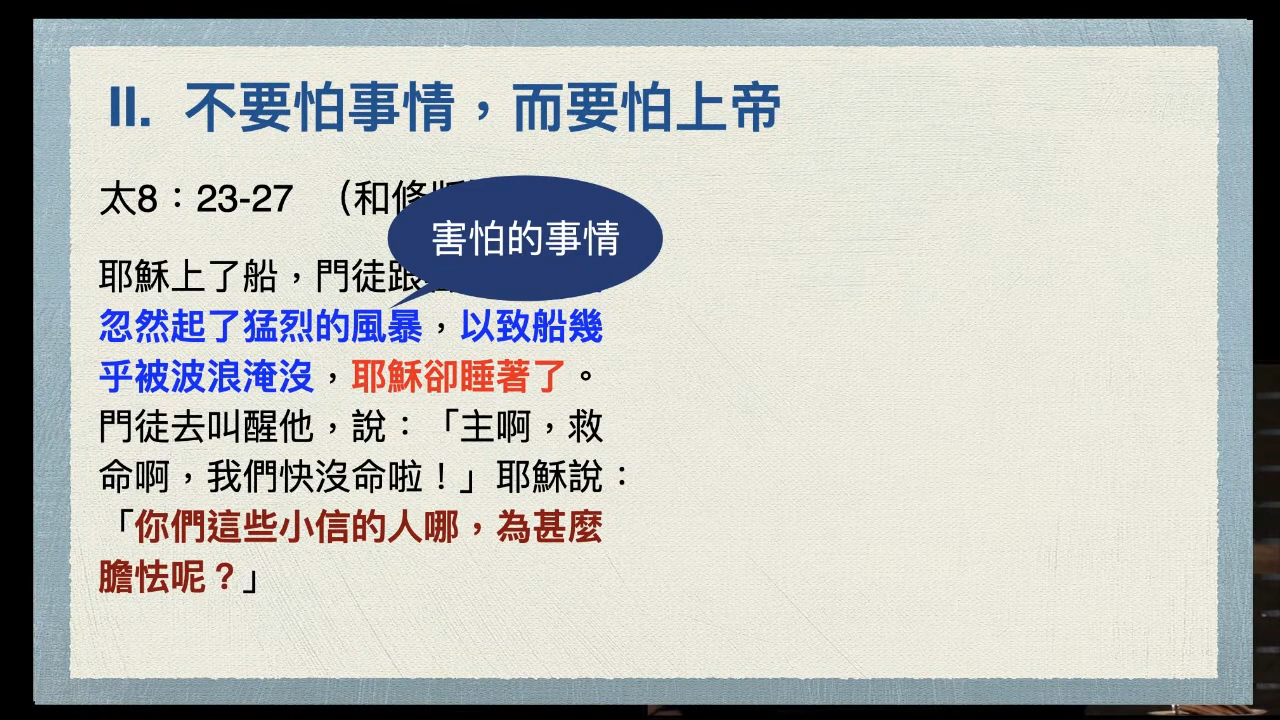 II. 不要怕事情，而要怕上帝
太8：23-27 （和修
害怕的事情
耶穌上了船，門徒跟
忽然起了猛烈的風暴，以致船幾
乎被波浪淹沒，耶穌卻睡著了。
門徒去叫醒他，說：「主啊，救
命啊，我們快沒命啦！」耶穌說：
「你們這些小信的人哪，為甚麼
膽怯呢？」